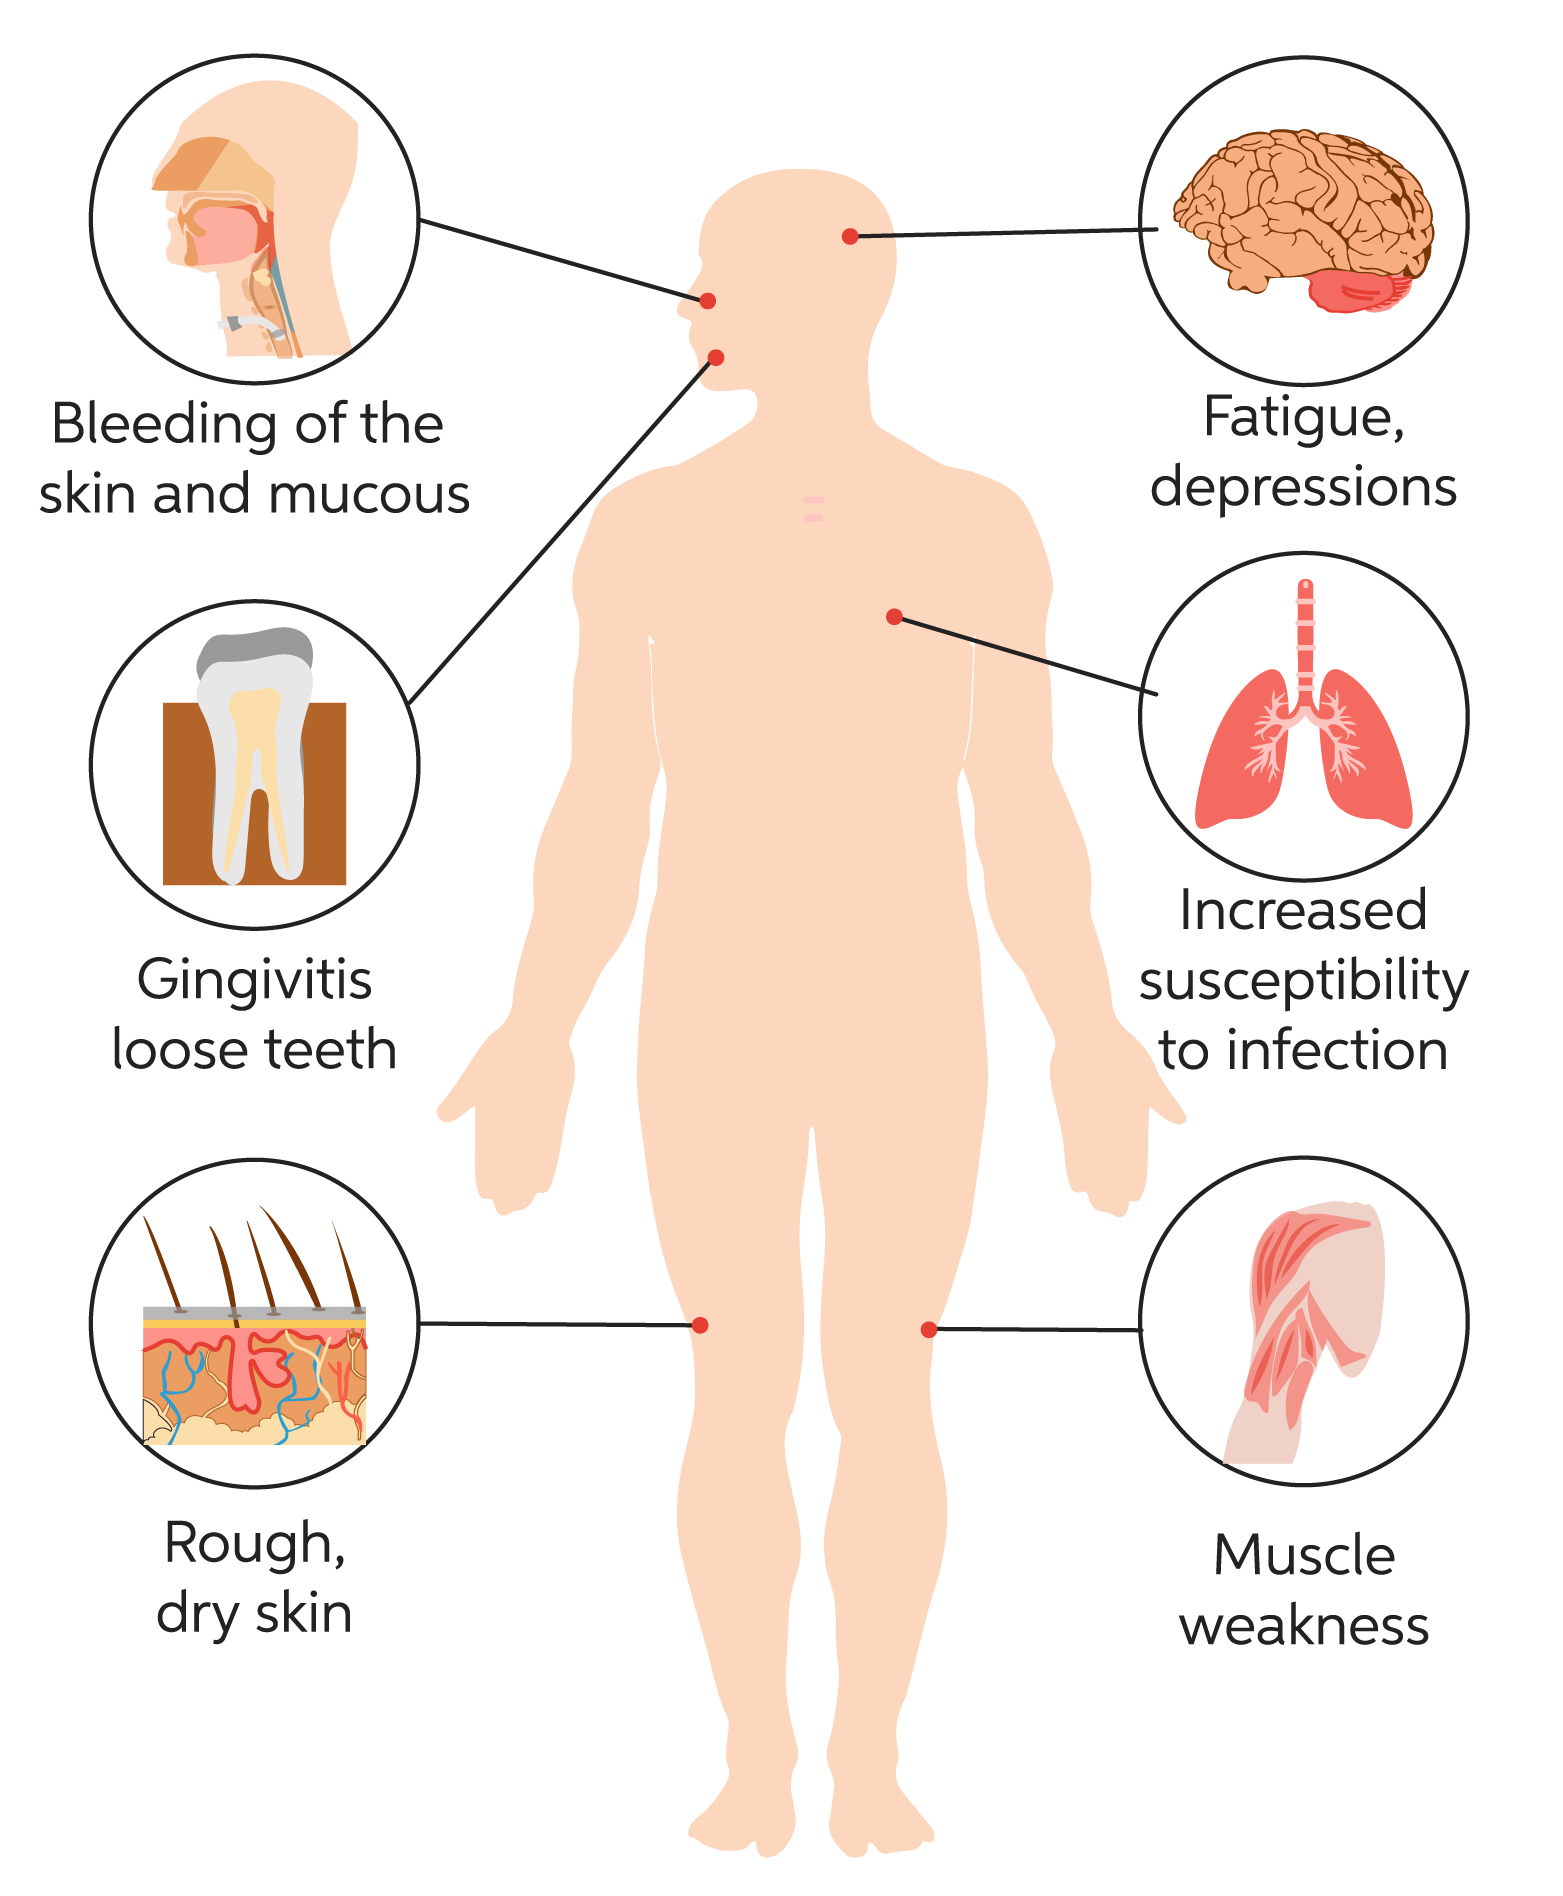 Bleeding of the
skin and mucous
Fatigue,
depressions
Gingivitis
loose teeth
Increased
susceptibility
to infection
Rough,
dry skin
Muscle
weakness